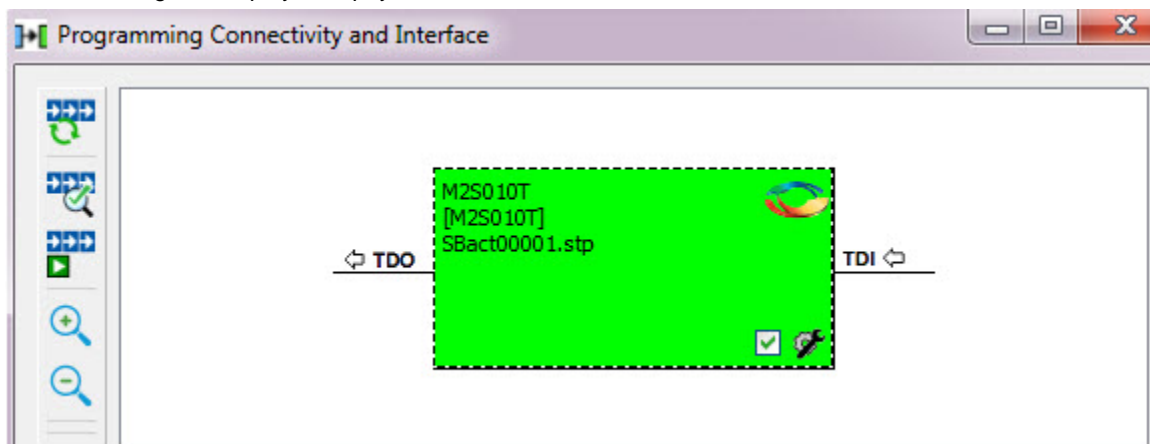 Programming Connectivity and Interface
M2S010T
[M2S010T]
SBact00001.stp
TDO
TDI